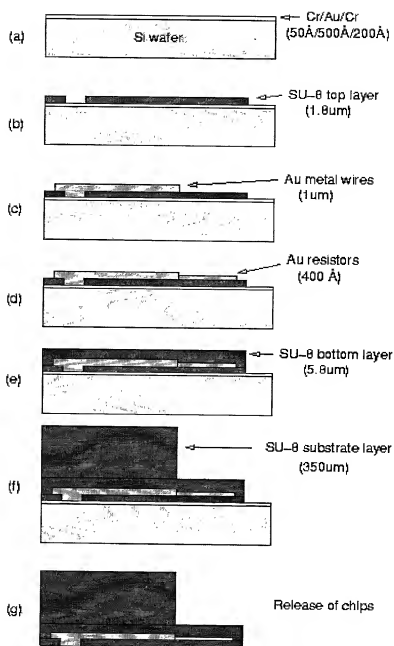 (a)
Si wafer
Cr/Au/Cr
(50Å/500Å/200Å)
(b)
SU-8 top layer
(1.8um)
(c)
Au metal wires
(1um)
(d)
Au resistors
(400 Å)
(e)
SU-8 bottom layer
(5.8um)
(f)
SU-8 substrate layer
(350um)
(g)
Release of chips